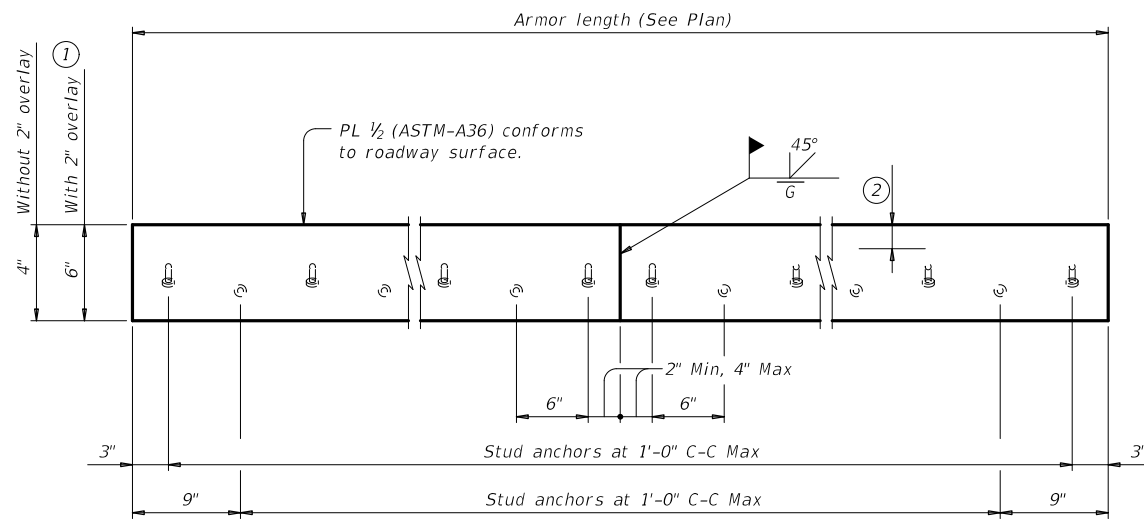 Armor length (See Plan)
1
Without 2" overlay
With 2" overlay
PL ½ (ASTM-A36) conforms
to roadway surface.
45°
G
2
4"
6"
2" Min, 4" Max
6"
6"
3"
Stud anchors at 1'-0" C-C Max
3"
9"
Stud anchors at 1'-0" C-C Max
9"